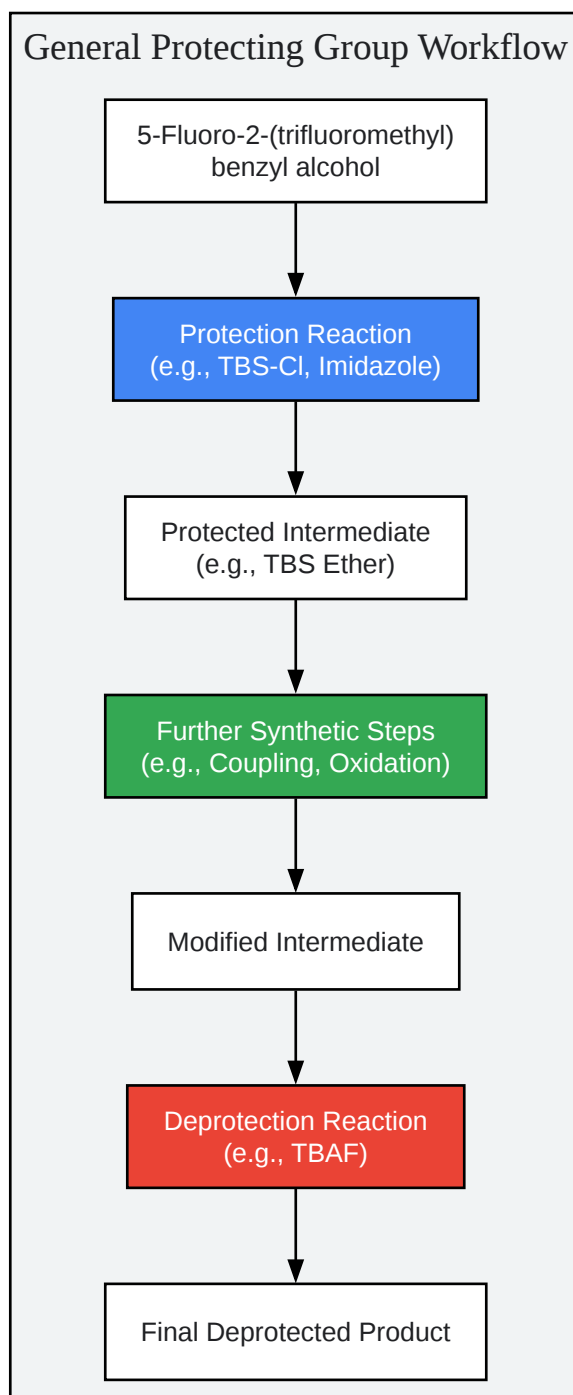 General Protecting Group Workflow
5-Fluoro-2-(trifluoromethyl)
benzyl alcohol
Protection Reaction
(e.g., TBS-Cl, Imidazole)
Protected Intermediate
(e.g., TBS Ether)
Further Synthetic Steps
(e.g., Coupling, Oxidation)
Modified Intermediate
Deprotection Reaction
(e.g., TBAF)
Final Deprotected Product